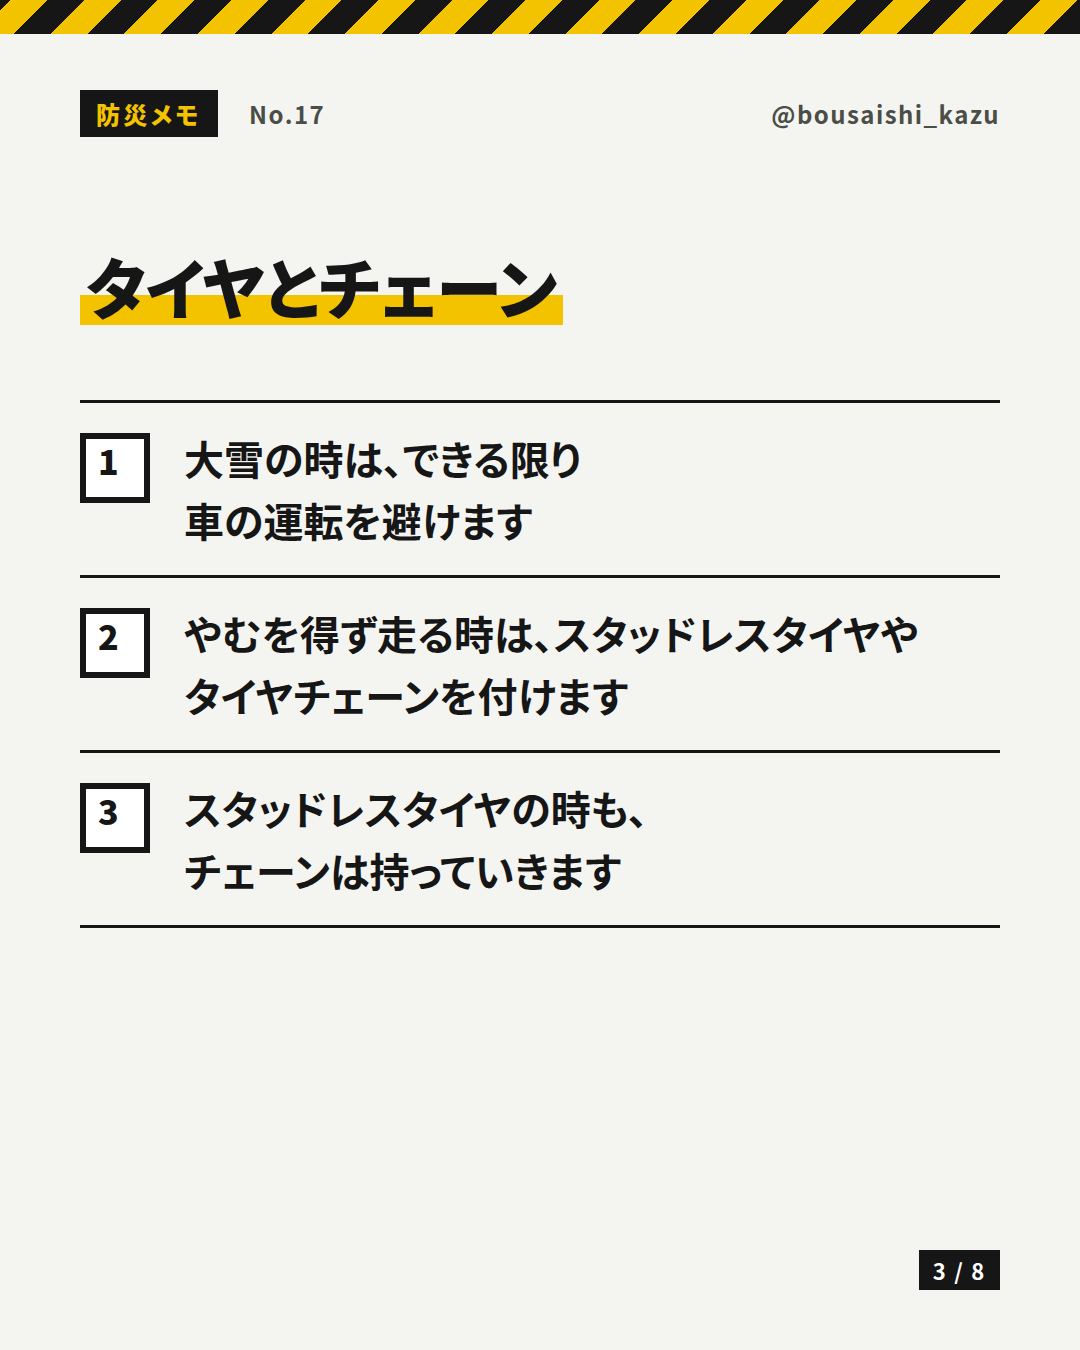 防災メモ No.17 @bousaishi_kazu
タイヤとチェーン
1 大雪の時は、できる限り
車の運転を避けます
2 やむを得ず走る時は、スタッドレスタイヤや
タイヤチェーンを付けます
3 スタッドレスタイヤの時も、
チェーンは持っていきます
3 / 8